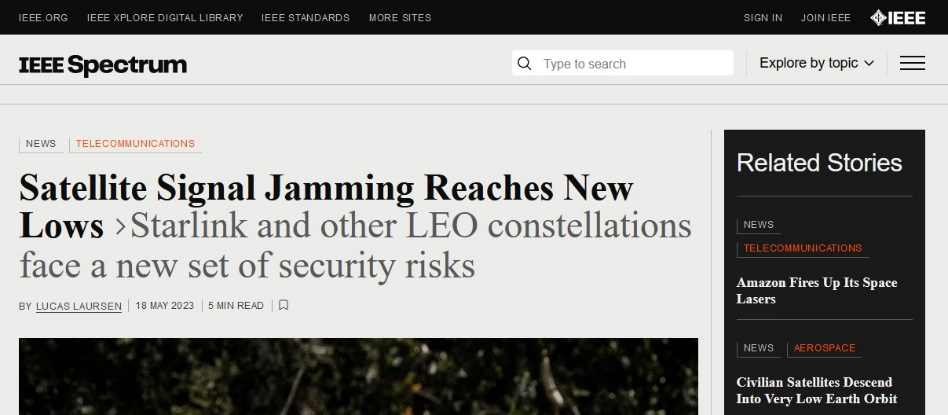 IEEE.ORG IEEE XPLORE DIGITAL LIBRARY IEEE STANDARDS MORE SITES SIGN IN JOIN IEEE IEEE
IEEE Spectrum Type to search Explore by topic
NEWS TELECOMMUNICATIONS
Satellite Signal Jamming Reaches New
Lows >Starlink and other LEO constellations
face a new set of security risks
BY LUCAS LAURSEN 18 MAY 2023 5 MIN READ
Related Stories
NEWS
TELECOMMUNICATIONS
Amazon Fires Up Its Space
Lasers
NEWS AEROSPACE
Civilian Satellites Descend
Into Very Low Earth Orbit